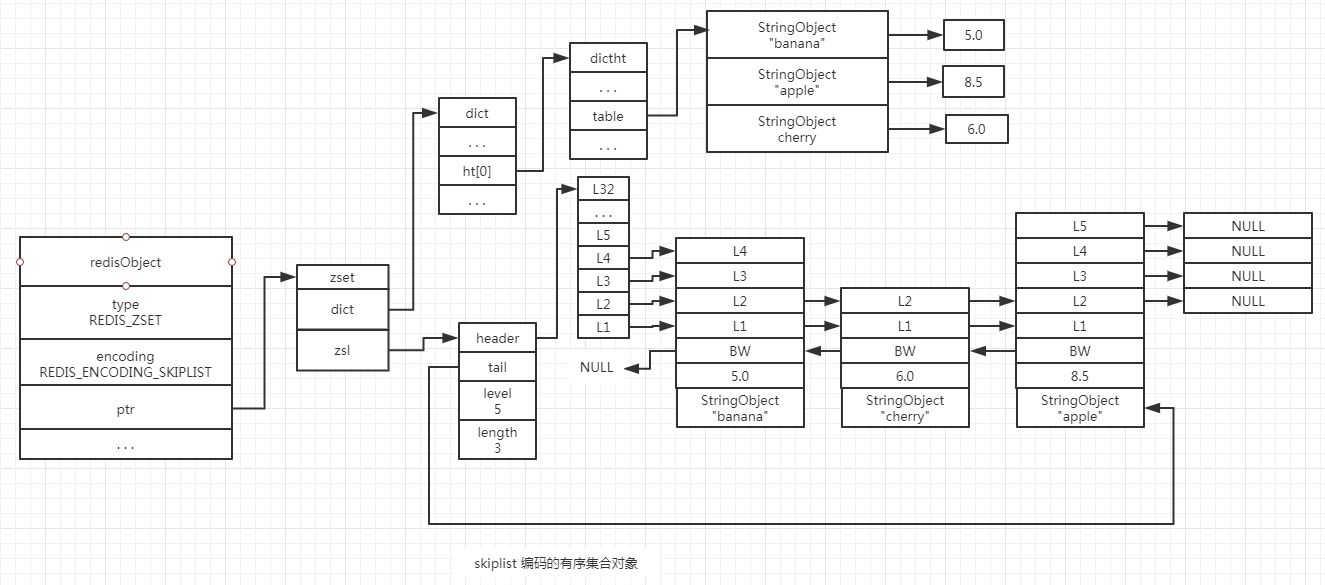 redisObject
type
REDIS_ZSET
encoding
REDIS_ENCODING_SKIPLIST
ptr
...
zset
dict
zsl
dict
...
ht[0]
...
dictht
...
table
...
StringObject
"banana"
5.0
StringObject
"apple"
8.5
StringObject
cherry
6.0
header
tail
level
5
length
3
L32
...
L5
L4
L3
L2
L1
NULL
L4
L3
L2
L1
BW
5.0
StringObject
"banana"
L2
L1
BW
6.0
StringObject
"cherry"
L5
L4
L3
L2
L1
BW
8.5
StringObject
"apple"
NULL
NULL
NULL
NULL
skiplist 编码的有序集合对象